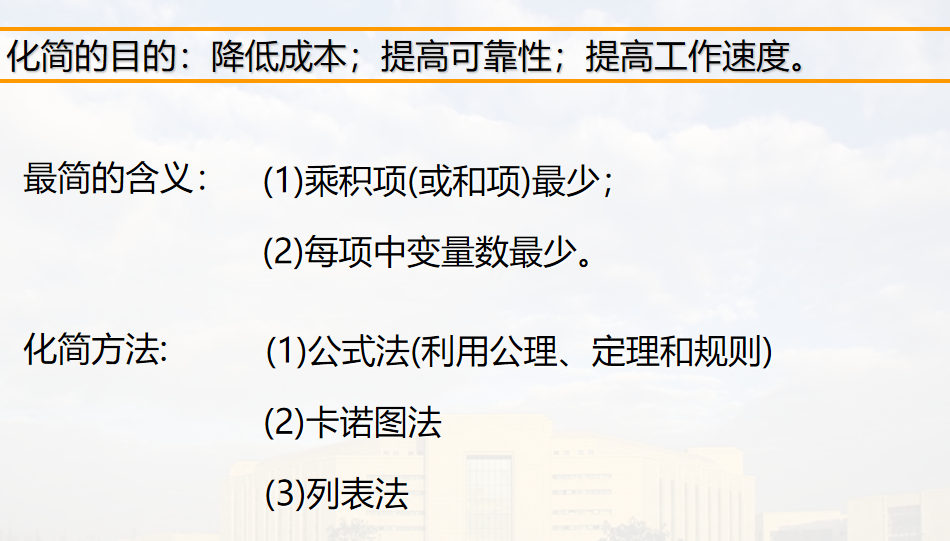 化简的目的：降低成本；提高可靠性；提高工作速度。
最简的含义： (1)乘积项(或和项)最少；
(2)每项中变量数最少。
化简方法: (1)公式法(利用公理、定理和规则)
(2)卡诺图法
(3)列表法